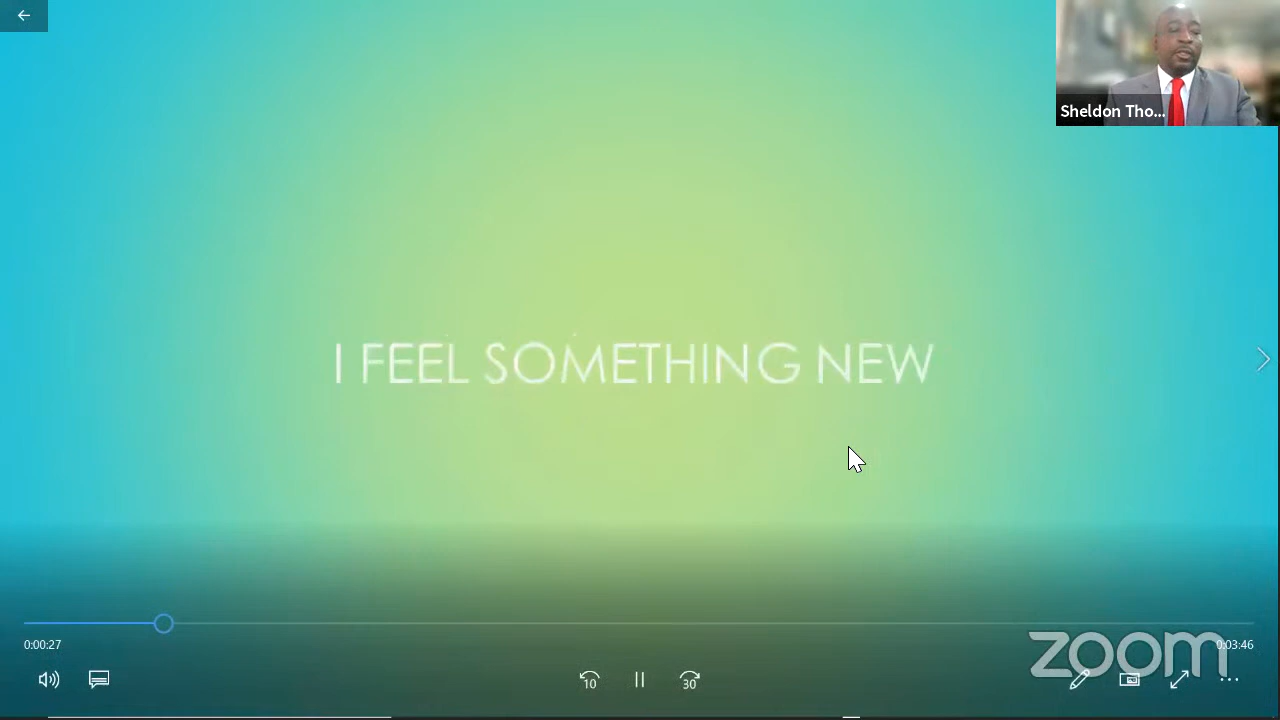 Sheldon Tho...
I FEEL SOMETHING NEW
0:00:27
0:03:46
zoom
10
30